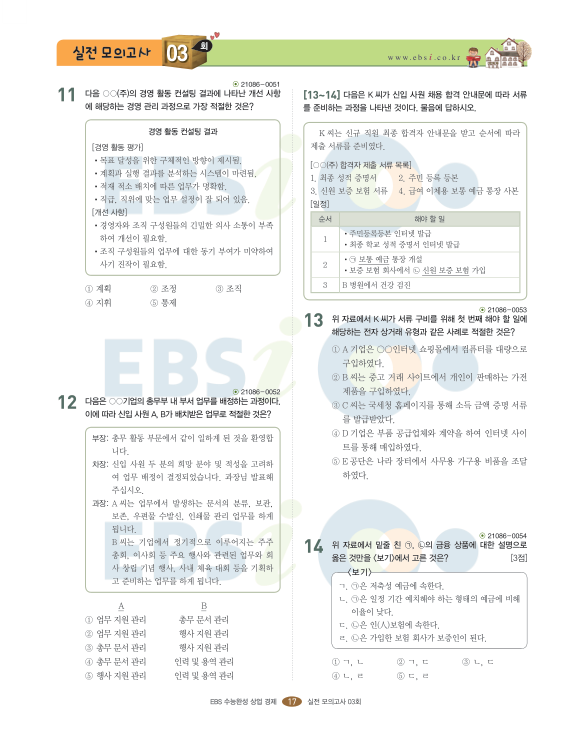 실전 모의고사 03 회
www.ebsi.co.kr
21086-0051
11 다음 ○○(주)의 경영 활동 컨설팅 결과에 나타난 개선 사항
에 해당하는 경영 관리 과정으로 가장 적절한 것은?
경영 활동 컨설팅 결과
[경영 활동 평가]
• 목표 달성을 위한 구체적인 방향이 제시됨.
• 계획과 실행 결과를 분석하는 시스템이 마련됨.
• 적재 적소 배치에 따른 업무가 명확함.
• 직급, 직위에 맞는 업무 설정이 잘 되어 있음.
[개선 사항]
• 경영자와 조직 구성원들의 긴밀한 의사 소통이 부족
하여 개선이 필요함.
• 조직 구성원들의 업무에 대한 동기 부여가 미약하여
사기 진작이 필요함.
① 계획 ② 조정 ③ 조직
④ 지휘 ⑤ 통제
21086-0052
12 다음은 ○○기업의 총무부 내 부서 업무를 배정하는 과정이다.
이에 따라 신입 사원 A, B가 배치받은 업무로 적절한 것은?
부장: 총무 활동 부문에서 같이 일하게 된 것을 환영합
니다.
차장: 신입 사원 두 분의 희망 분야 및 적성을 고려하
여 업무 배정이 결정되었습니다. 과장님 발표해
주십시오.
과장: A 씨는 업무에서 발생하는 문서의 분류, 보관,
보존, 우편물 수발신, 인쇄물 관리 업무를 하게
됩니다.
B 씨는 기업에서 정기적으로 이루어지는 주주
총회, 이사회 등 주요 행사와 관련된 업무와 회
사 창립 기념 행사, 사내 체육 대회 등을 기획하
고 준비하는 업무를 하게 됩니다.
A B
① 업무 지원 관리 총무 문서 관리
② 업무 지원 관리 행사 지원 관리
③ 총무 문서 관리 행사 지원 관리
④ 총무 문서 관리 인력 및 용역 관리
⑤ 행사 지원 관리 인력 및 용역 관리
[13~14] 다음은 K 씨가 신입 사원 채용 합격 안내문에 따라 서류
를 준비하는 과정을 나타낸 것이다. 물음에 답하시오.
K 씨는 신규 직원 최종 합격자 안내문을 받고 순서에 따라
제출 서류를 준비했다.
[○○(주) 합격자 제출 서류 목록]
1. 최종 성적 증명서 2. 주민 등록 등본
3. 신원 보증 보험 서류 4. 급여 이체용 보통 예금 통장 사본
[일정]
순서 해야 할 일
1 • 주민등록등본 인터넷 발급
• 최종 학교 성적 증명서 인터넷 발급
2 • ㉠ 보통 예금 통장 개설
• 보증 보험 회사에서 ㉡ 신원 보증 보험 가입
3 B 병원에서 건강 검진
21086-0053
13 위 자료에서 K 씨가 서류 구비를 위해 첫 번째 해야 할 일에
해당하는 전자 상거래 유형과 같은 사례로 적절한 것은?
① A 기업은 ○○인터넷 쇼핑몰에서 컴퓨터를 대량으로
구입하였다.
② B 씨는 중고 거래 사이트에서 개인이 판매하는 가전
제품을 구입하였다.
③ C 씨는 국세청 홈페이지를 통해 소득 금액 증명 서류
를 발급받았다.
④ D 기업은 부품 공급업체와 계약을 하여 인터넷 사이
트를 통해 매입하였다.
⑤ E 공단은 나라 장터에서 사무용 가구용 비품을 조달
하였다.
21086-0054
14 위 자료에서 밑줄 친 ㉠, ㉡의 금융 상품에 대한 설명으로
옳은 것만을 <보기>에서 고른 것은? [3점]
<보기>
ㄱ. ㉠은 저축성 예금에 속한다.
ㄴ. ㉠은 일정 기간 예치해야 하는 형태의 예금에 비해
이율이 낮다.
ㄷ. ㉡은 인(人)보험에 속한다.
ㄹ. ㉡은 가입한 보험 회사가 보증인이 된다.
① ㄱ, ㄴ ② ㄱ, ㄷ ③ ㄴ, ㄷ
④ ㄴ, ㄹ ⑤ ㄷ, ㄹ
EBS 수능완성 상업 경제 17 실전 모의고사 03회